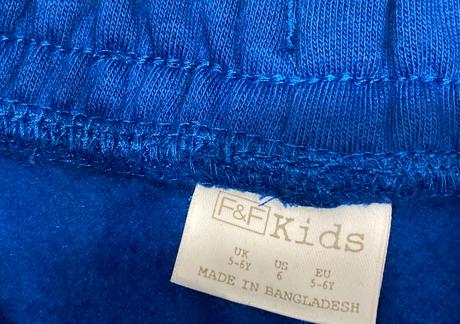 F&F Kids
UK US EU
5-6Y 6 5-6Y
MADE IN BANGLADESH